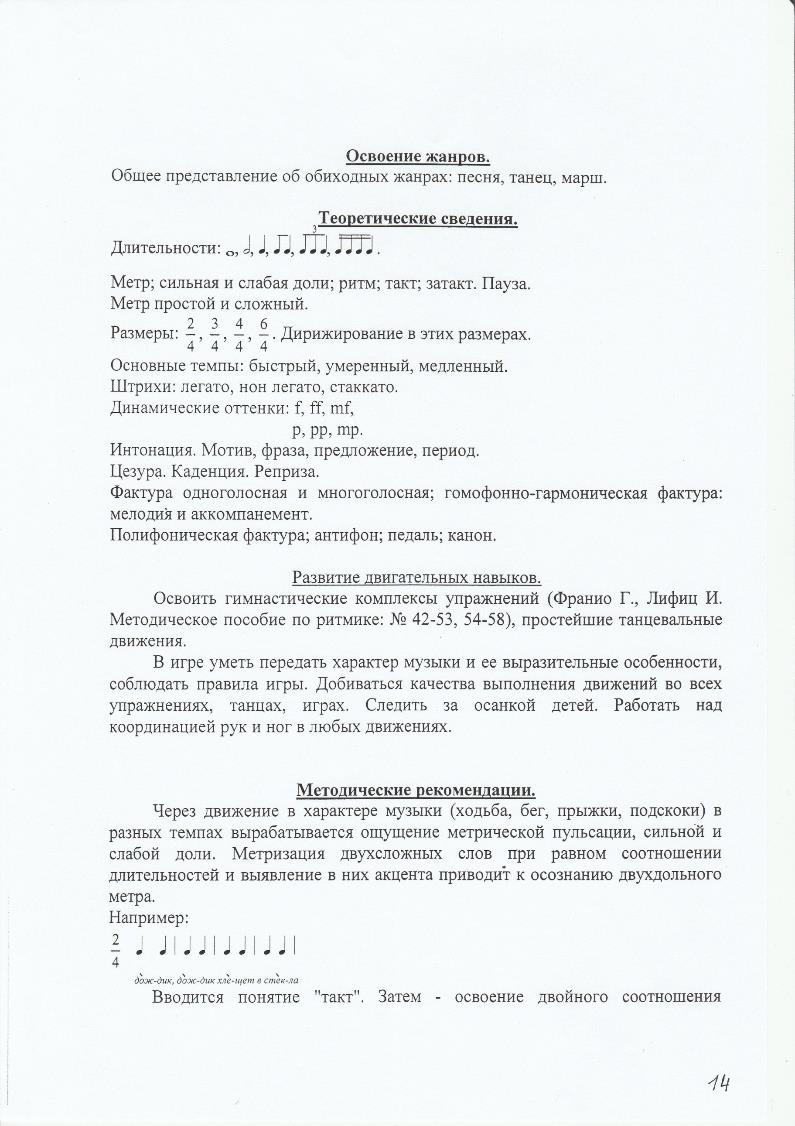 Освоение жанров.
Общее представление об обиходных жанрах: песня, танец, марш.
Теоретические сведения.
Длительности: 𝅝, 𝅗𝅥, ♩, ♫, ♫♪, ♬♬.
3
Метр; сильная и слабая доли; ритм; такт; затакт. Пауза.
Метр простой и сложный.
Размеры: 2/4, 3/4, 4/4, 6/4. Дирижирование в этих размерах.
Основные темпы: быстрый, умеренный, медленный.
Штрихи: легато, нон легато, стаккато.
Динамические оттенки: f, ff, mf,
p, pp, mp.
Интонация. Мотив, фраза, предложение, период.
Цезура. Каденция. Реприза.
Фактура одноголосная и многоголосная; гомофонно-гармоническая фактура:
мелодия и аккомпанемент.
Полифоническая фактура; антифон; педаль; канон.
Развитие двигательных навыков.
Освоить гимнастические комплексы упражнений (Франио Г., Лифиц И.
Методическое пособие по ритмике: № 42-53, 54-58), простейшие танцевальные
движения.
В игре уметь передать характер музыки и ее выразительные особенности,
соблюдать правила игры. Добиваться качества выполнения движений во всех
упражнениях, танцах, играх. Следить за осанкой детей. Работать над
координацией рук и ног в любых движениях.
Методические рекомендации.
Через движение в характере музыки (ходьба, бег, прыжки, подскоки) в
разных темпах вырабатывается ощущение метрической пульсации, сильной и
слабой доли. Метризация двухсложных слов при равном соотношении
длительностей и выявление в них акцента приводит к осознанию двухдольного
метра.
Например:
2/4 ♩ ♩|♩♩|♩♩|♩♩|
до̀ж-дик, до̀ж-дик хлѐ-щет в стѐк-ла
Вводится понятие "такт". Затем - освоение двойного соотношения
14